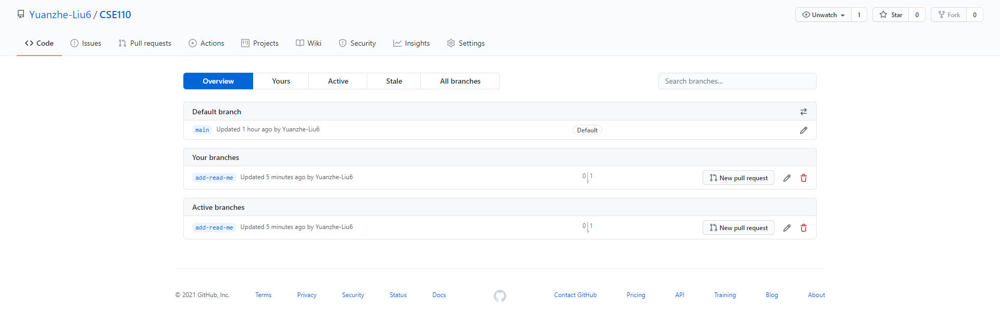 Yuanzhe-Liu6 / CSE110
Unwatch 1 Star 0 Fork 0
Code Issues Pull requests Actions Projects Wiki Security Insights Settings
Overview Yours Active Stale All branches Search branches...
Default branch
main Updated 1 hour ago by Yuanzhe-Liu6 Default
Your branches
add-read-me Updated 5 minutes ago by Yuanzhe-Liu6 0 1 New pull request
Active branches
add-read-me Updated 5 minutes ago by Yuanzhe-Liu6 0 1 New pull request
© 2021 GitHub, Inc. Terms Privacy Security Status Docs Contact GitHub Pricing API Training Blog About